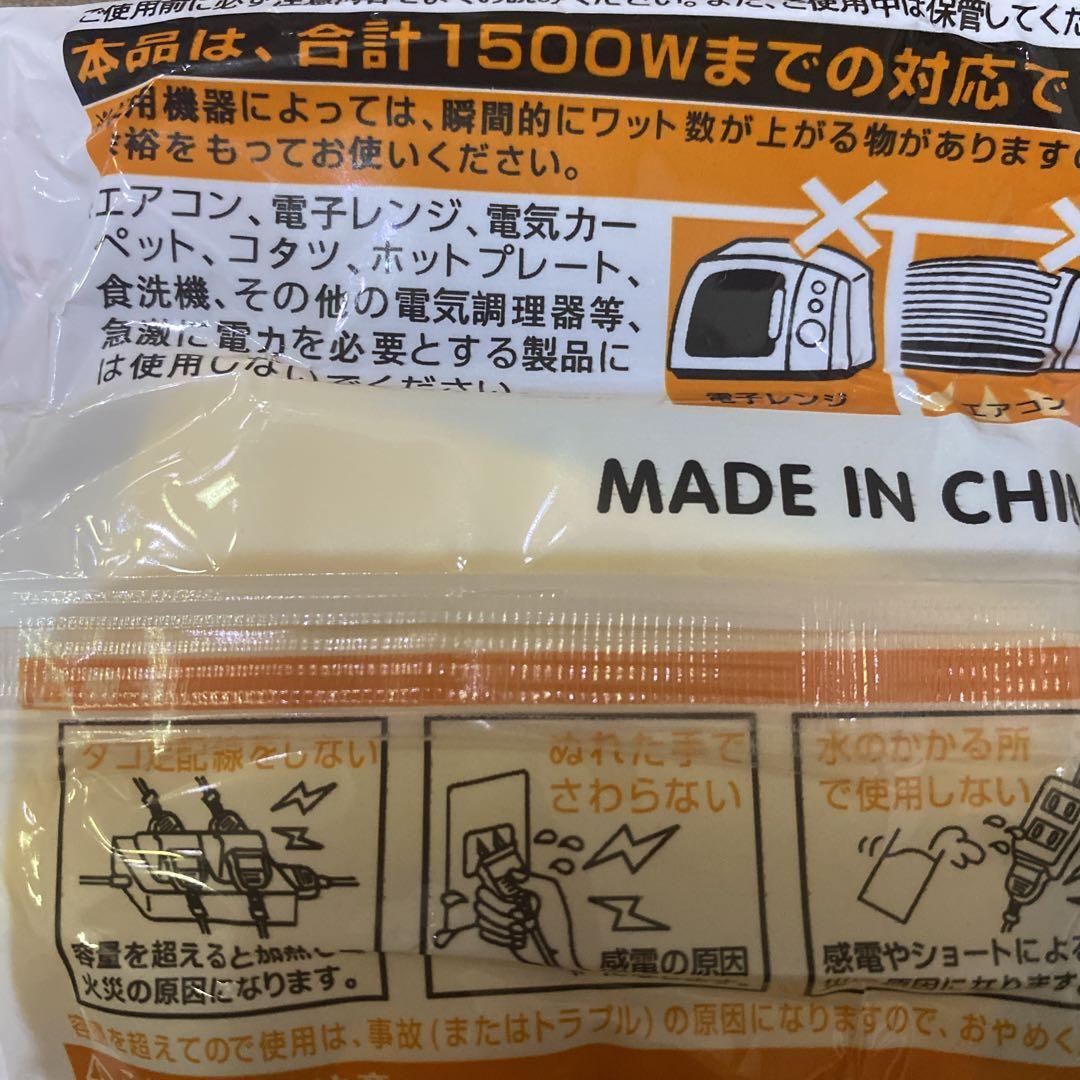 本品は、合計1500Wまでの対応で
用機器によっては、瞬間的にワット数が上がる物があります
裕をもってお使いください。
エアコン、電子レンジ、電気カー
ペット、コタツ、ホットプレート、
食洗機、その他の電気調理器等、
急激に電力を必要とする製品に
は使用しないでください
電子レンジ
エアコン
MADE IN CHIN
タコ足配線をしない
容量を超えると加熱し
火災の原因になります。
ぬれた手で
さわらない
感電の原因
水のかかる所
で使用しない
感電やショートによる
原因になります
容量を超えてので使用は、事故(またはトラブル)の原因になりますので、おやめく